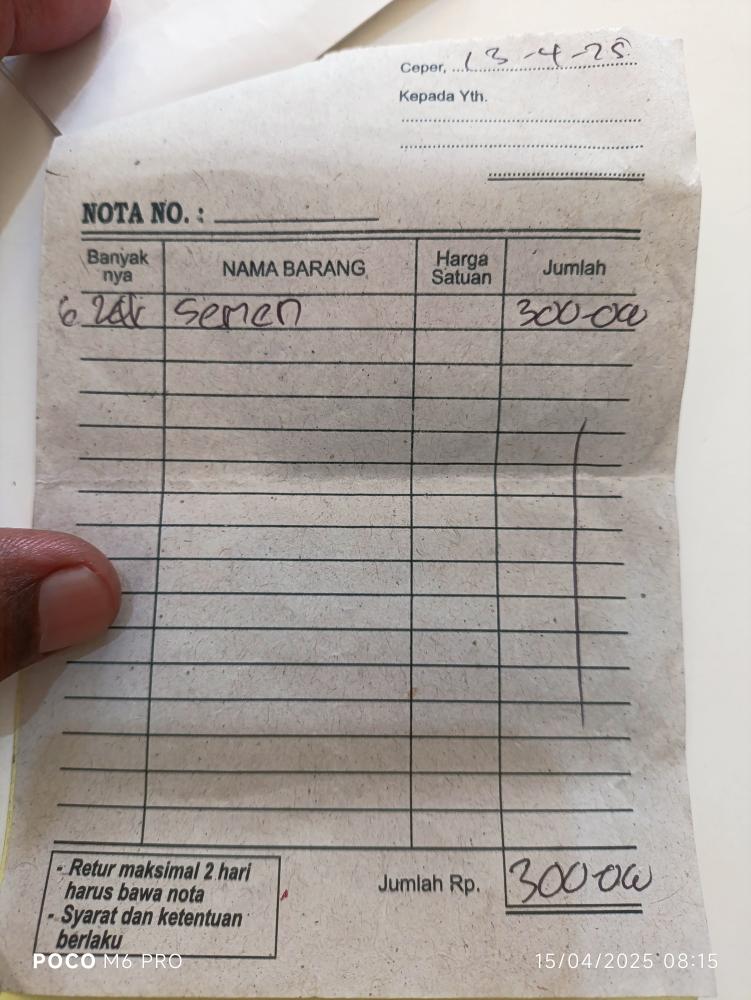 Ceper, 13-4-25
Kepada Yth.
NOTA NO. :
Banyak nya NAMA BARANG Harga Satuan Jumlah
6 semen 300.000
Jumlah Rp. 300.000
- Retur maksimal 2 hari
harus bawa nota
- Syarat dan ketentuan
berlaku
POCO M6 PRO 15/04/2025 08:15